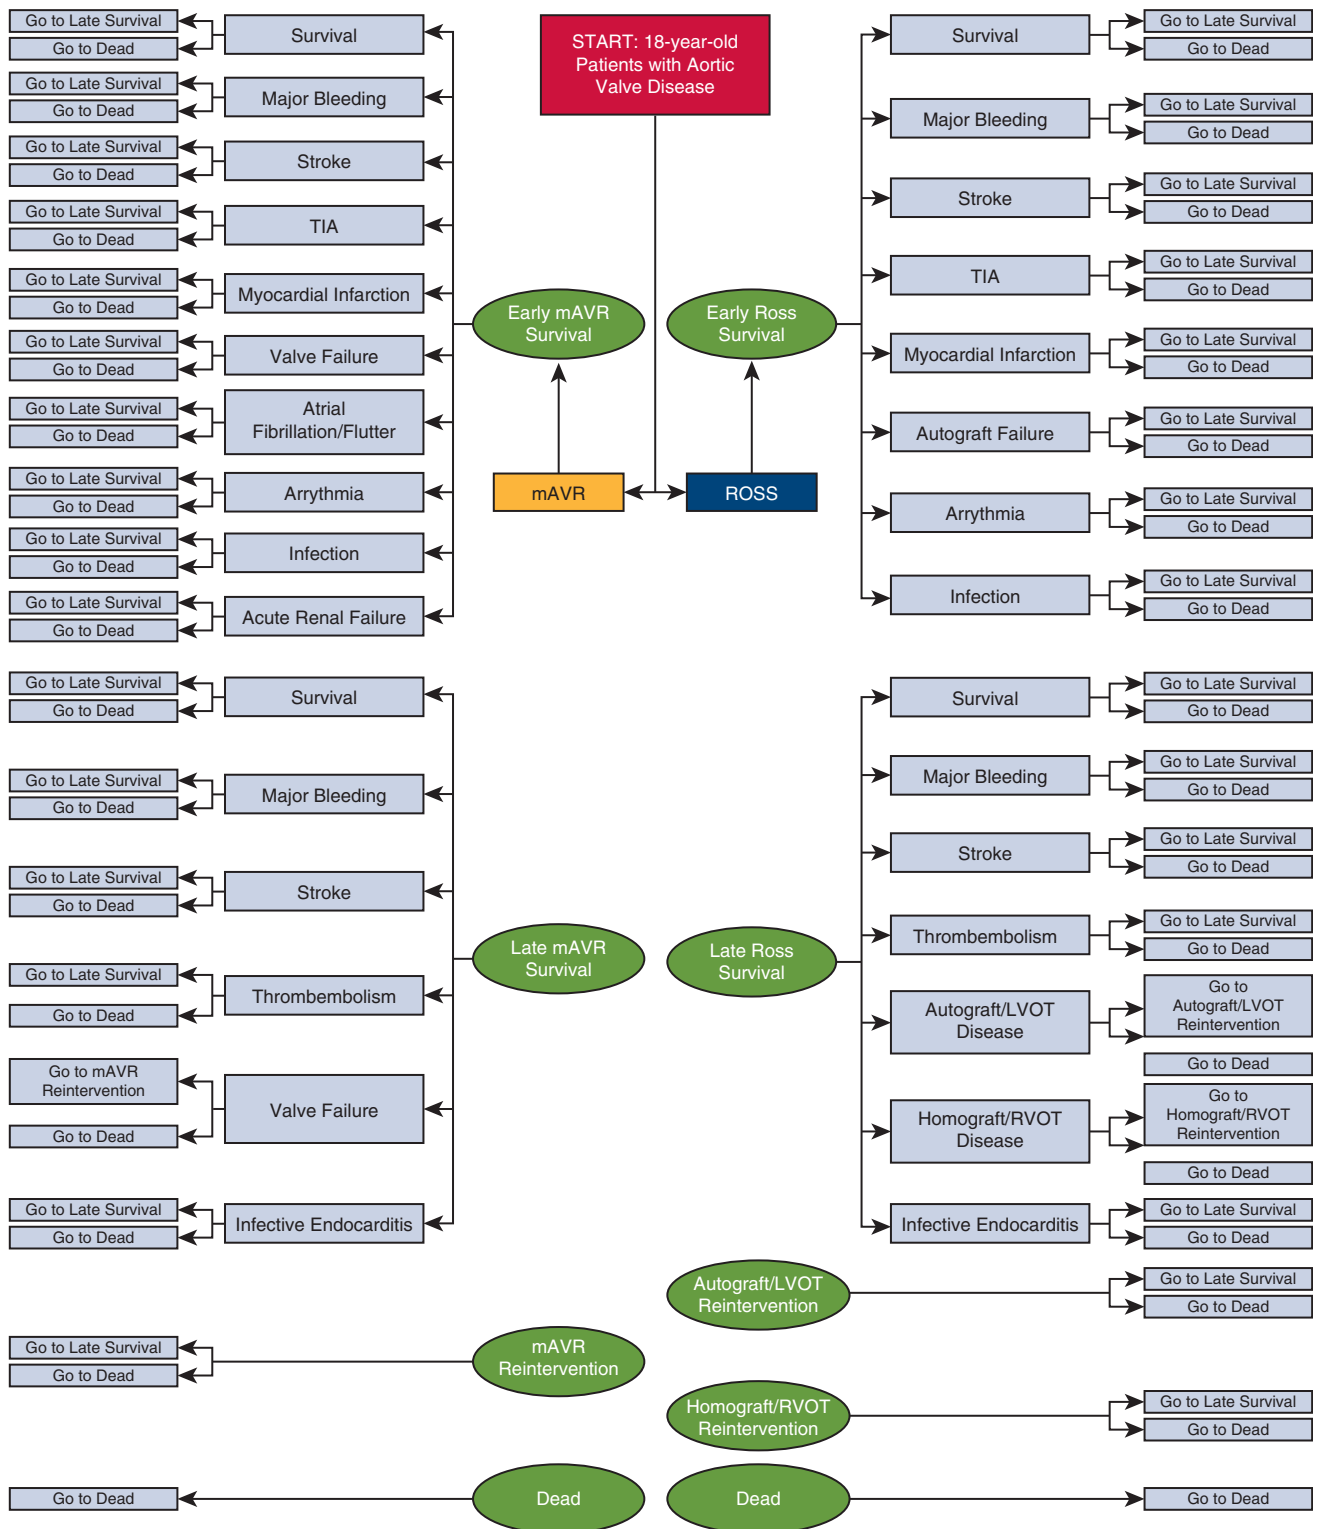 START: 18-year-old
Patients with Aortic
Valve Disease
mAVR
ROSS
Early mAVR
Survival
Survival
Go to Late Survival
Go to Dead
Major Bleeding
Go to Late Survival
Go to Dead
Stroke
Go to Late Survival
Go to Dead
TIA
Go to Late Survival
Go to Dead
Myocardial Infarction
Go to Late Survival
Go to Dead
Valve Failure
Go to Late Survival
Go to Dead
Atrial
Fibrillation/Flutter
Go to Late Survival
Go to Dead
Arrythmia
Go to Late Survival
Go to Dead
Infection
Go to Late Survival
Go to Dead
Acute Renal Failure
Go to Late Survival
Go to Dead
Early Ross
Survival
Survival
Go to Late Survival
Go to Dead
Major Bleeding
Go to Late Survival
Go to Dead
Stroke
Go to Late Survival
Go to Dead
TIA
Go to Late Survival
Go to Dead
Myocardial Infarction
Go to Late Survival
Go to Dead
Autograft Failure
Go to Late Survival
Go to Dead
Arrythmia
Go to Late Survival
Go to Dead
Infection
Go to Late Survival
Go to Dead
Late mAVR
Survival
Survival
Go to Late Survival
Go to Dead
Major Bleeding
Go to Late Survival
Go to Dead
Stroke
Go to Late Survival
Go to Dead
Thrombembolism
Go to Late Survival
Go to Dead
Valve Failure
Go to mAVR
Reintervention
Go to Dead
Infective Endocarditis
Go to Late Survival
Go to Dead
Late Ross
Survival
Survival
Go to Late Survival
Go to Dead
Major Bleeding
Go to Late Survival
Go to Dead
Stroke
Go to Late Survival
Go to Dead
Thrombembolism
Go to Late Survival
Go to Dead
Autograft/LVOT
Disease
Go to
Autograft/LVOT
Reintervention
Go to Dead
Homograft/RVOT
Disease
Go to
Homograft/RVOT
Reintervention
Go to Dead
Infective Endocarditis
Go to Late Survival
Go to Dead
mAVR
Reintervention
Go to Late Survival
Go to Dead
Autograft/LVOT
Reintervention
Go to Late Survival
Go to Dead
Homograft/RVOT
Reintervention
Go to Late Survival
Go to Dead
Dead
Go to Dead
Dead
Go to Dead